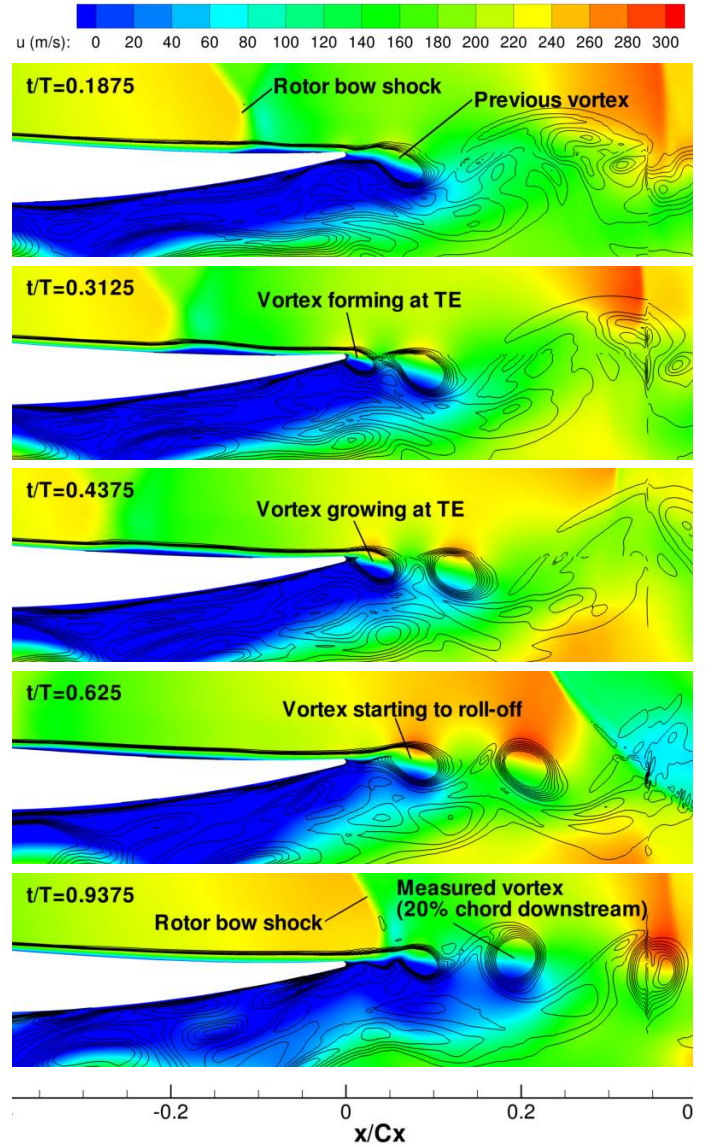 u (m/s): 0 20 40 60 80 100 120 140 160 180 200 220 240 260 280 300
t/T=0.1875
Rotor bow shock
Previous vortex
t/T=0.3125
Vortex forming at TE
t/T=0.4375
Vortex growing at TE
t/T=0.625
Vortex starting to roll-off
t/T=0.9375
Measured vortex
(20% chord downstream)
Rotor bow shock
-0.2 0 0.2 0
x/Cx